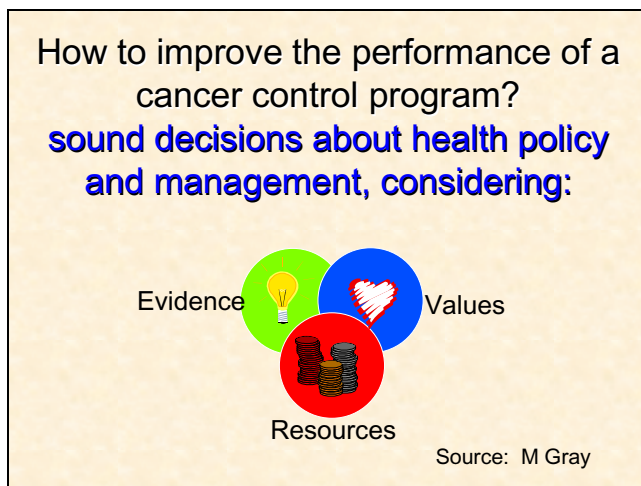 How to improve the performance of a
cancer control program?
sound decisions about health policy
and management, considering:
Evidence
Values
Resources
Source: M Gray